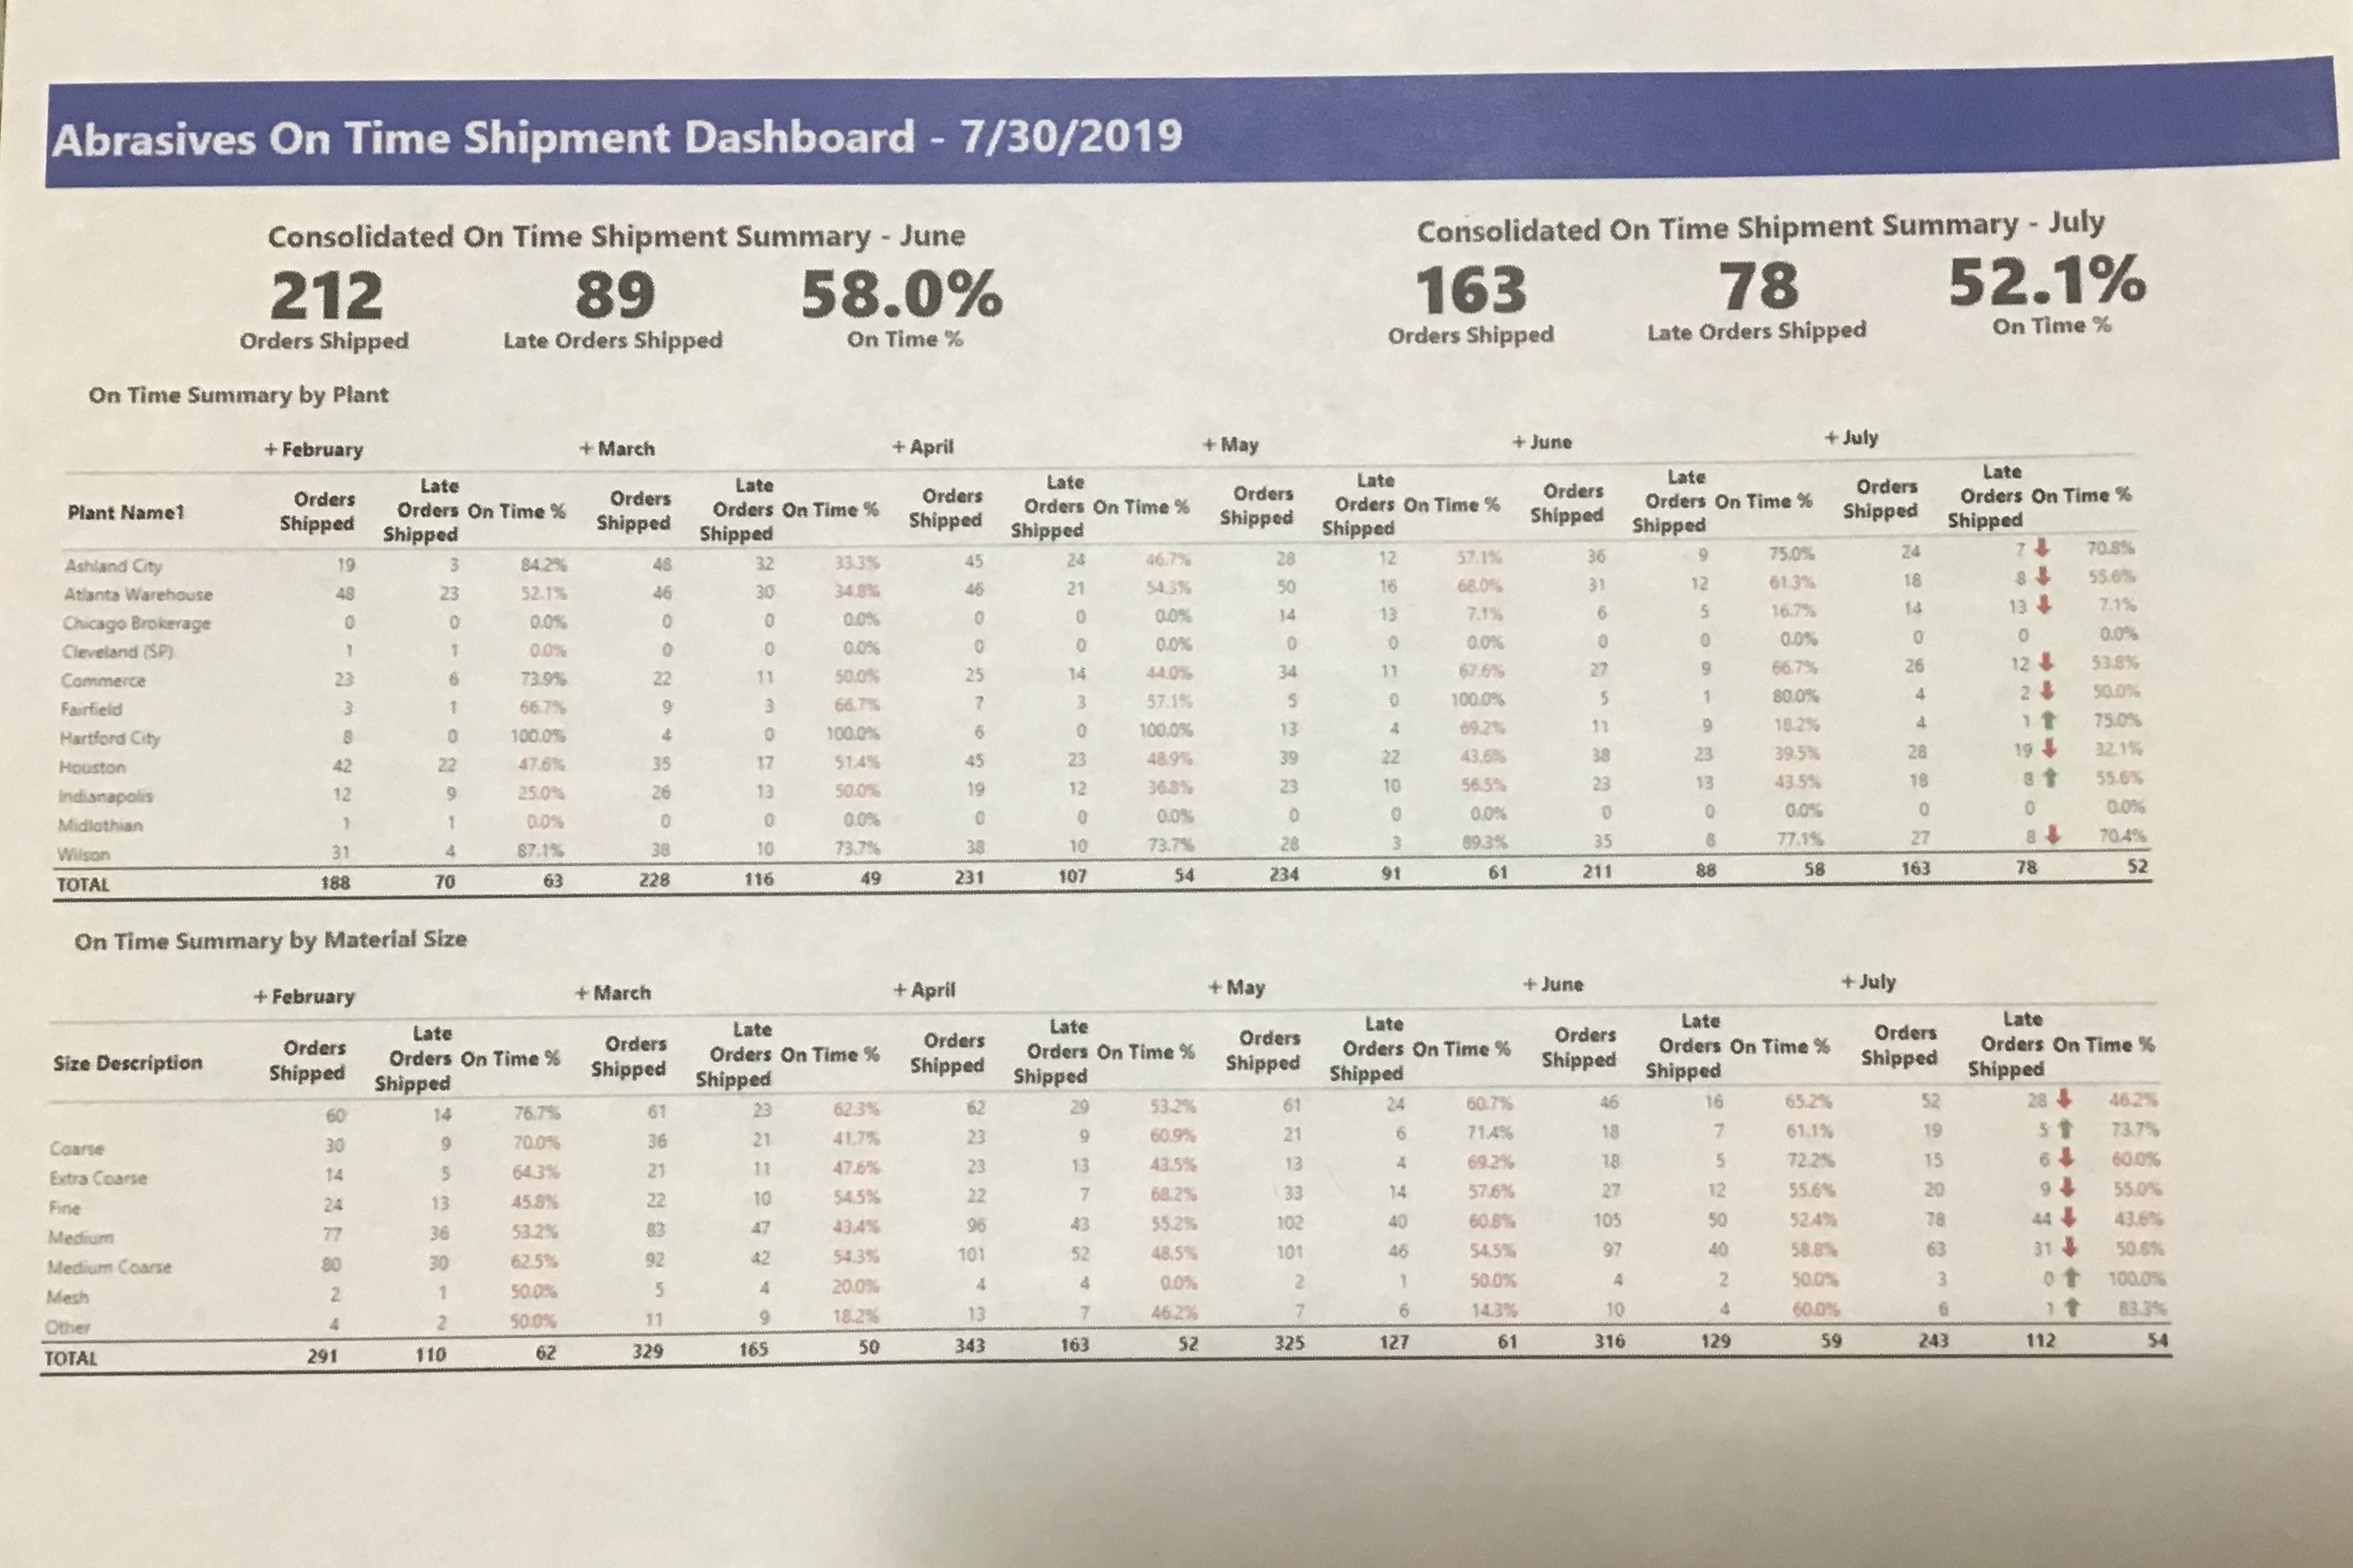 Abrasives On Time Shipment Dashboard - 7/30/2019
Consolidated On Time Shipment Summary - June
212 89 58.0%
Orders Shipped Late Orders Shipped On Time %
Consolidated On Time Shipment Summary - July
163 78 52.1%
Orders Shipped Late Orders Shipped On Time %
On Time Summary by Plant
+ February + March + April + May + June + July
Plant Name1 Orders Shipped Late Orders Shipped On Time % Orders Shipped Late Orders Shipped On Time % Orders Shipped Late Orders Shipped On Time % Orders Shipped Late Orders Shipped On Time % Orders Shipped Late Orders Shipped On Time % Orders Shipped Late Orders Shipped On Time %
Ashland City 19 3 84.2% 48 32 33.3% 45 24 46.7% 28 12 57.1% 36 9 75.0% 24 7 70.8%
Atlanta Warehouse 48 23 52.1% 46 30 34.8% 46 21 54.3% 50 16 68.0% 31 12 61.3% 18 8 55.6%
Chicago Brokerage 0 0 0.0% 0 0 0.0% 0 0 0.0% 14 13 7.1% 6 5 16.7% 14 13 7.1%
Cleveland (SP) 1 1 0.0% 0 0 0.0% 0 0 0.0% 0 0 0.0% 0 0 0.0% 0 0 0.0%
Commerce 23 6 73.9% 22 11 50.0% 25 14 44.0% 34 11 67.6% 27 9 66.7% 26 12 53.8%
Fairfield 3 1 66.7% 9 3 66.7% 7 3 57.1% 5 0 100.0% 5 1 80.0% 4 2 50.0%
Hartford City 8 0 100.0% 4 0 100.0% 6 0 100.0% 13 4 69.2% 11 9 18.2% 4 1 75.0%
Houston 42 22 47.6% 35 17 51.4% 45 23 48.9% 39 22 43.6% 38 23 39.5% 28 19 32.1%
Indianapolis 12 9 25.0% 26 13 50.0% 19 12 36.8% 23 10 56.5% 23 13 43.5% 18 8 55.6%
Midlothian 1 1 0.0% 0 0 0.0% 0 0 0.0% 0 0 0.0% 0 0 0.0% 0 0 0.0%
Wilson 31 4 87.1% 38 10 73.7% 38 10 73.7% 28 3 89.3% 35 8 77.1% 27 8 70.4%
TOTAL 188 70 63 228 116 49 231 107 54 234 91 61 211 88 58 163 78 52
On Time Summary by Material Size
+ February + March + April + May + June + July
Size Description Orders Shipped Late Orders Shipped On Time % Orders Shipped Late Orders Shipped On Time % Orders Shipped Late Orders Shipped On Time % Orders Shipped Late Orders Shipped On Time % Orders Shipped Late Orders Shipped On Time % Orders Shipped Late Orders Shipped On Time %
60 14 76.7% 61 23 62.3% 62 29 53.2% 61 24 60.7% 46 16 65.2% 52 28 46.2%
Coarse 30 9 70.0% 36 21 41.7% 23 9 60.9% 21 6 71.4% 18 7 61.1% 19 5 73.7%
Extra Coarse 14 5 64.3% 21 11 47.6% 23 13 43.5% 13 4 69.2% 18 5 72.2% 15 6 60.0%
Fine 24 13 45.8% 22 10 54.5% 22 7 68.2% 33 14 57.6% 27 12 55.6% 20 9 55.0%
Medium 77 36 53.2% 83 47 43.4% 96 43 55.2% 102 40 60.8% 105 50 52.4% 78 44 43.6%
Medium Coarse 80 30 62.5% 92 42 54.3% 101 52 48.5% 101 46 54.5% 97 40 58.8% 63 31 50.8%
Mesh 2 1 50.0% 5 4 20.0% 4 4 0.0% 2 1 50.0% 4 2 50.0% 3 0 100.0%
Other 4 2 50.0% 11 9 18.2% 13 7 46.2% 7 6 14.3% 10 4 60.0% 6 1 83.3%
TOTAL 291 110 62 329 165 50 343 163 52 325 127 61 316 129 59 243 112 54